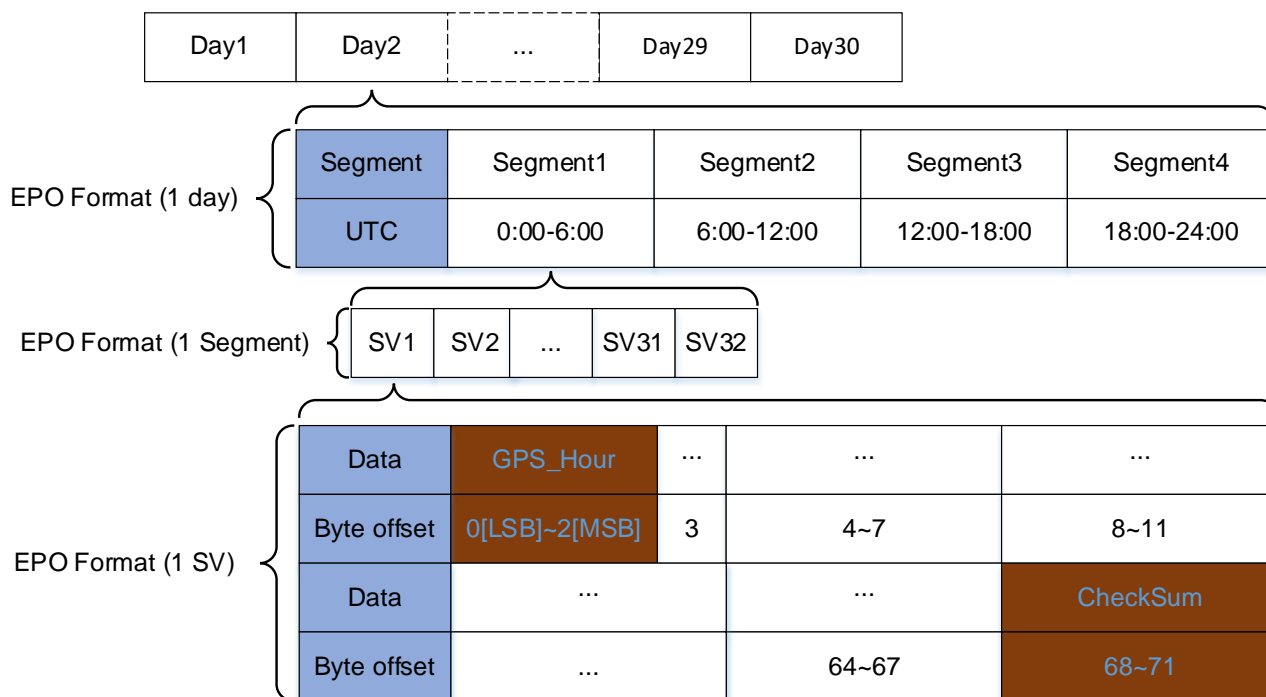 Day1 Day2 ... Day29 Day30
Segment Segment1 Segment2 Segment3 Segment4
EPO Format (1 day)
UTC 0:00-6:00 6:00-12:00 12:00-18:00 18:00-24:00
EPO Format (1 Segment) SV1 SV2 ... SV31 SV32
Data GPS_Hour ... ... ...
Byte offset 0[LSB]~2[MSB] 3 4~7 8~11
EPO Format (1 SV)
Data ... ... CheckSum
Byte offset ... 64~67 68~71